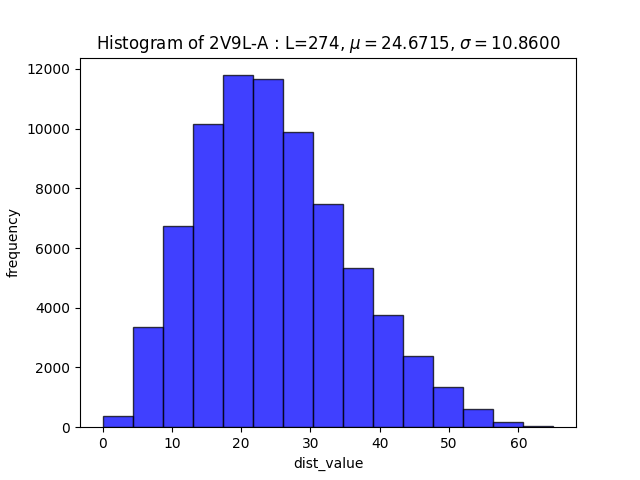 Histogram of 2V9L-A : L=274, μ = 24.6715, σ = 10.8600
12000
10000
8000
6000
4000
2000
0
frequency
0 10 20 30 40 50 60
dist_value